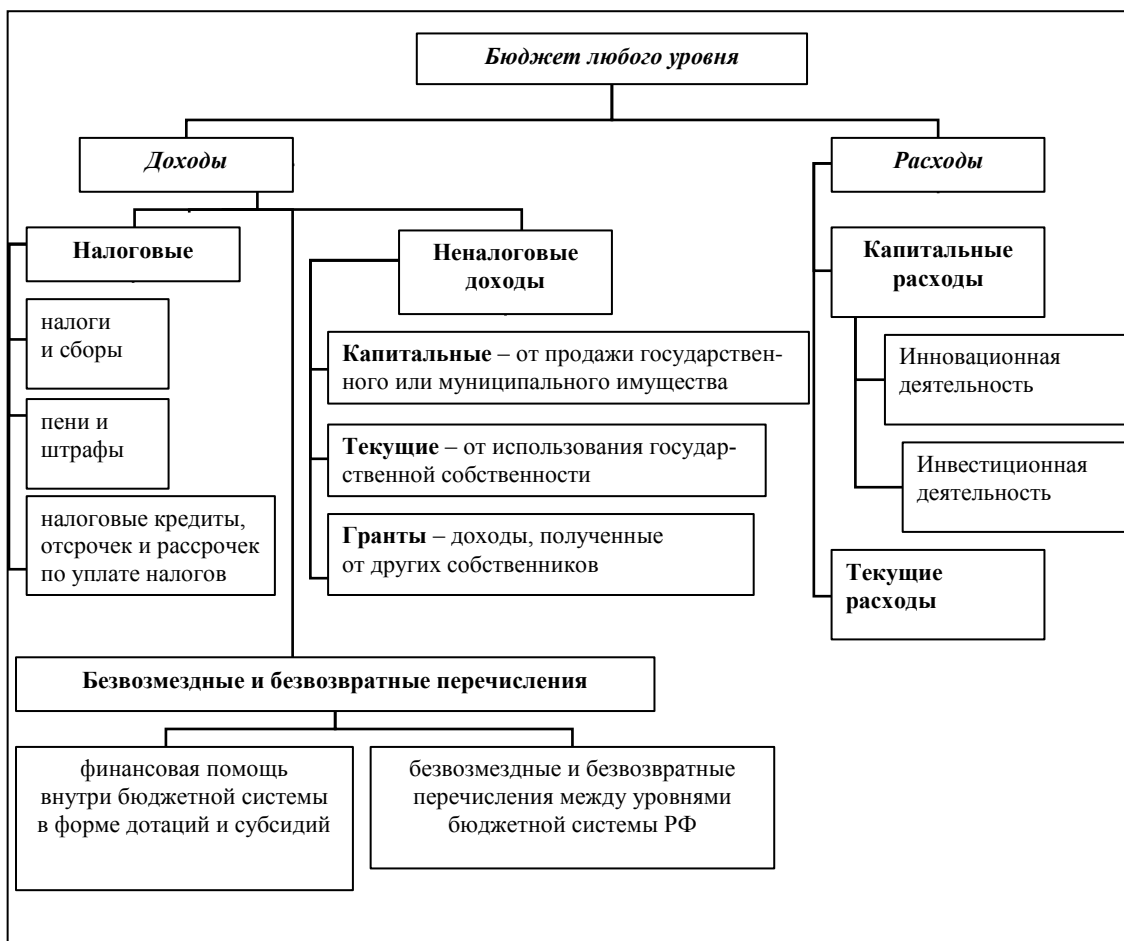 Бюджет любого уровня
Доходы
Расходы
Налоговые
Неналоговые
доходы
Капитальные
расходы
налоги
и сборы
Капитальные – от продажи государствен-
ного или муниципального имущества
Инновационная
деятельность
пени и
штрафы
Текущие – от использования государ-
ственной собственности
Инвестиционная
деятельность
налоговые кредиты,
отсрочек и рассрочек
по уплате налогов
Гранты – доходы, полученные
от других собственников
Текущие
расходы
Безвозмездные и безвозвратные перечисления
финансовая помощь
внутри бюджетной системы
в форме дотаций и субсидий
безвозмездные и безвозвратные
перечисления между уровнями
бюджетной системы РФ